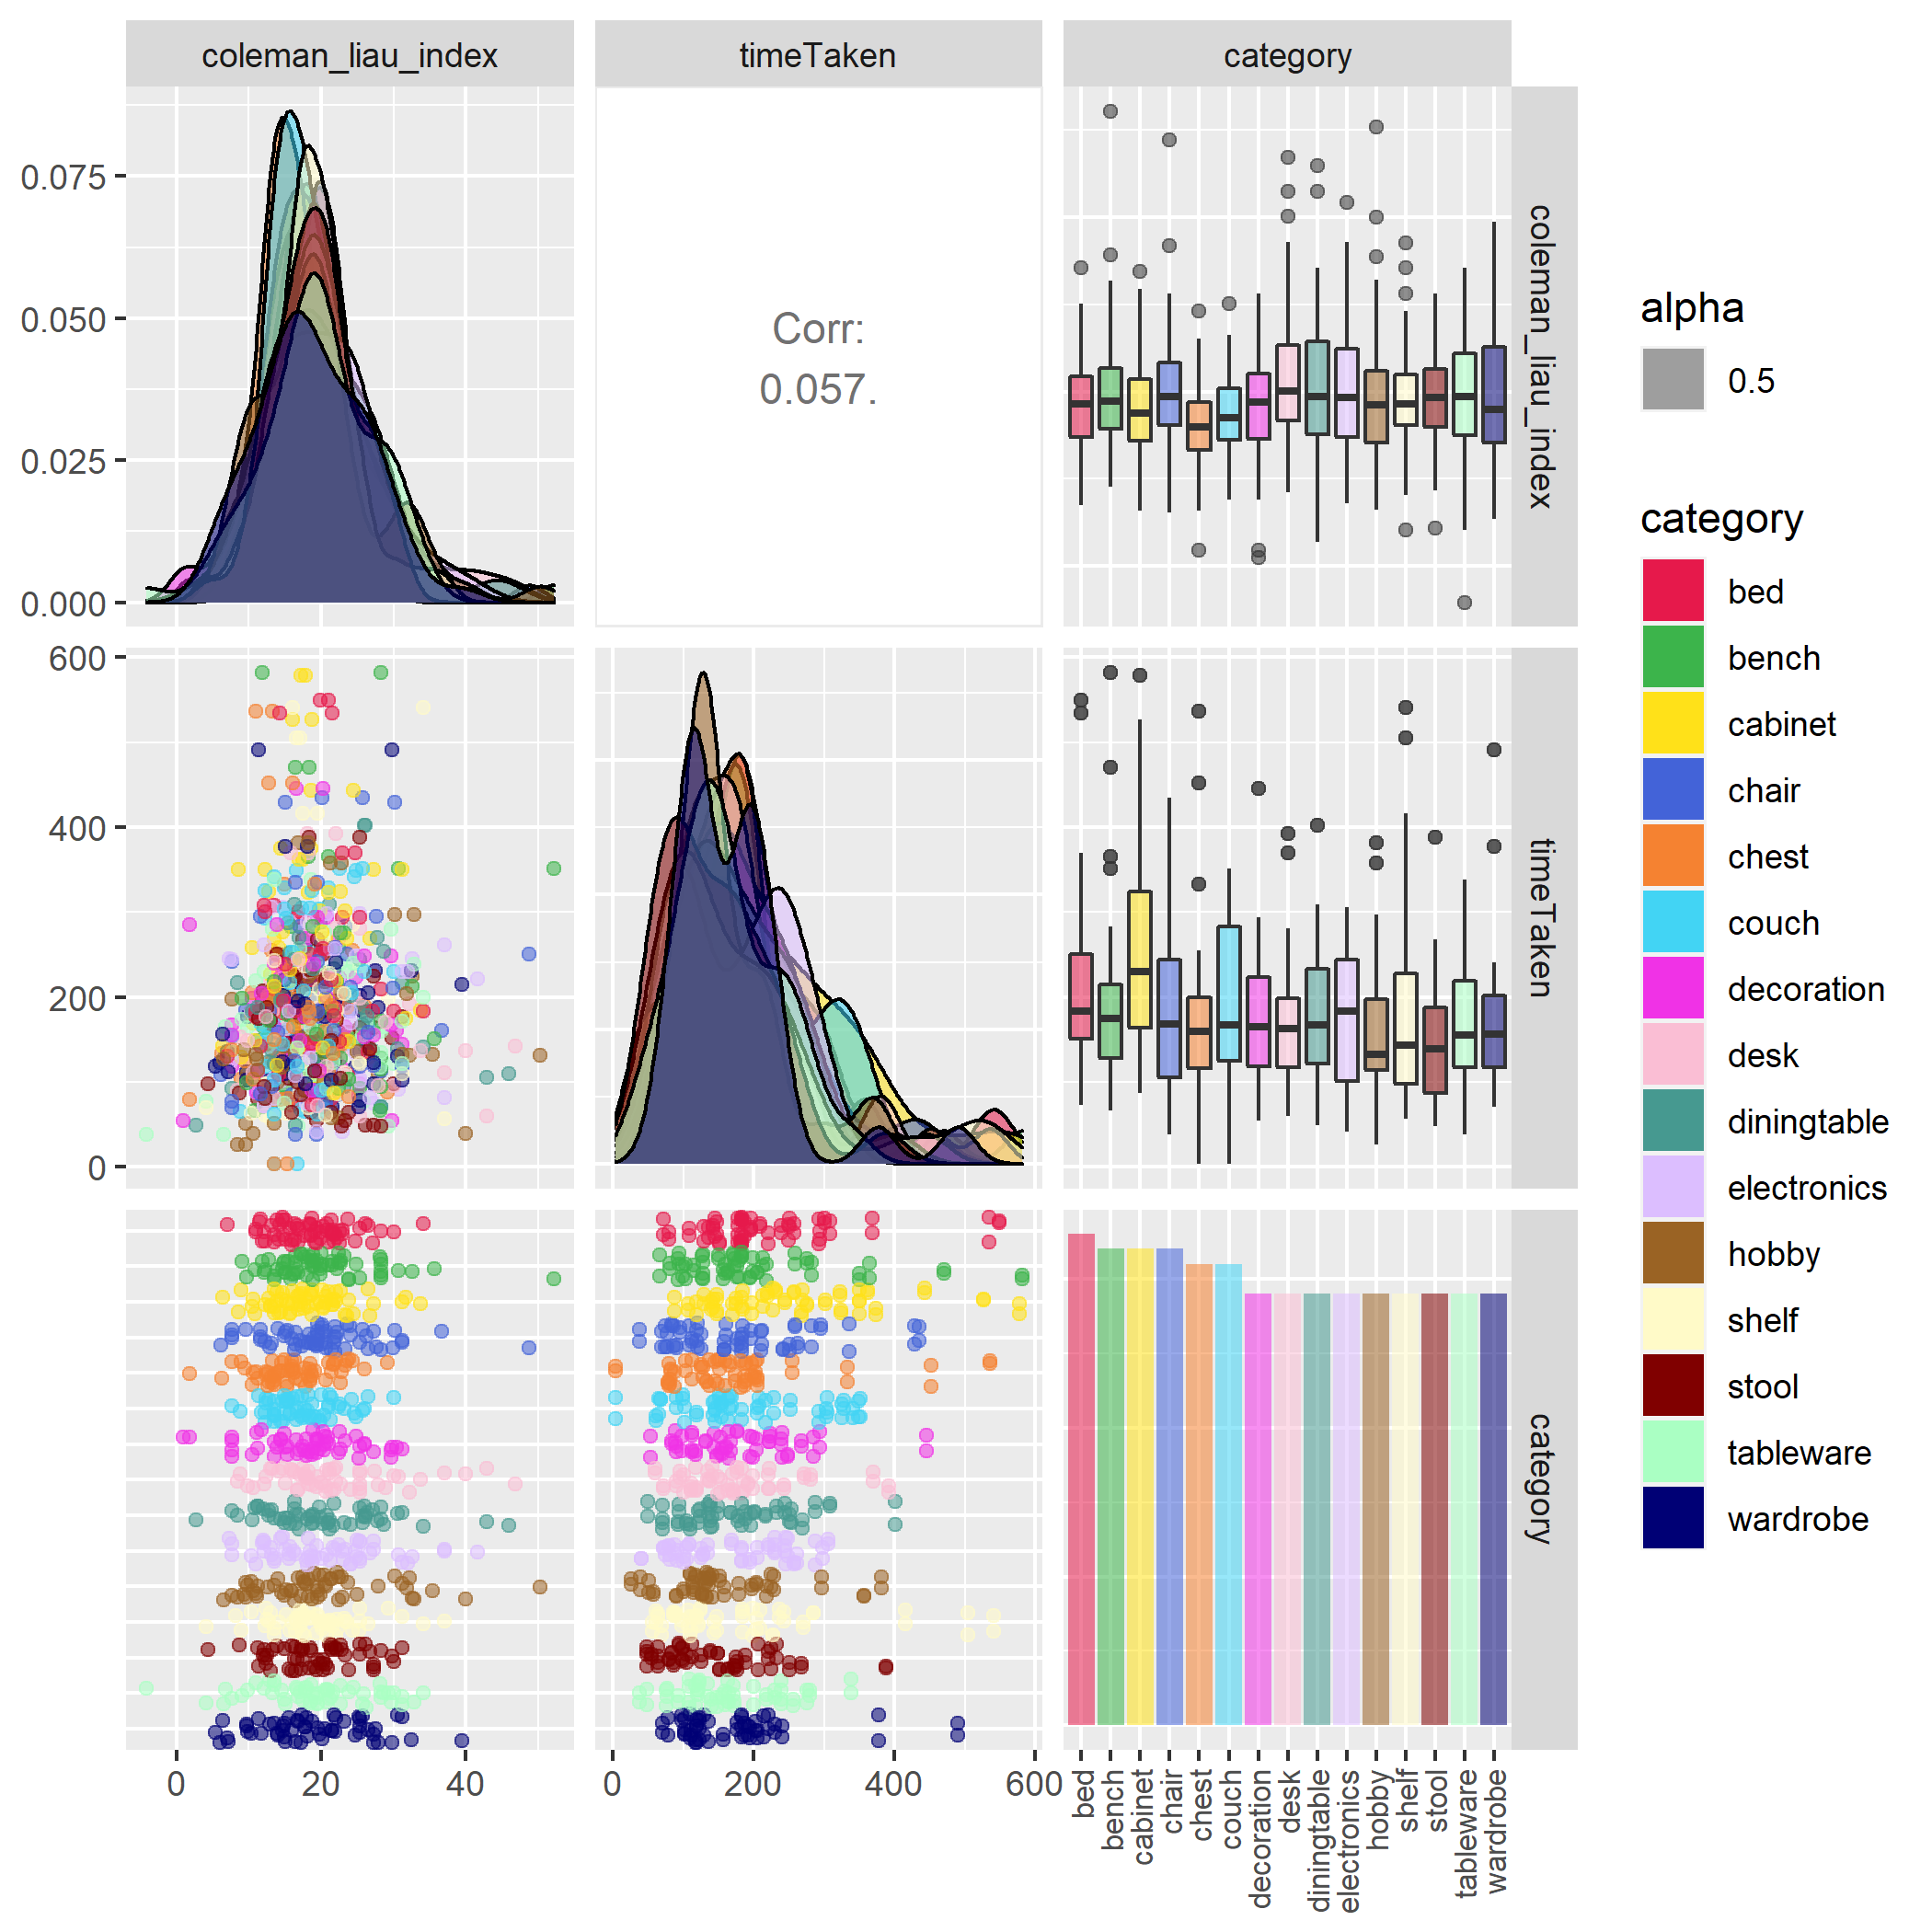 coleman_liau_index
timeTaken
category
0.075
0.050
0.025
0.000
Corr:
0.057.
coleman_liau_index
600
400
200
0
timeTaken
category
0
20
40
0
200
400
600
bed
bench
cabinet
chair
chest
couch
decoration
desk
diningtable
electronics
hobby
shelf
stool
tableware
wardrobe
alpha
0.5
category
bed
bench
cabinet
chair
chest
couch
decoration
desk
diningtable
electronics
hobby
shelf
stool
tableware
wardrobe